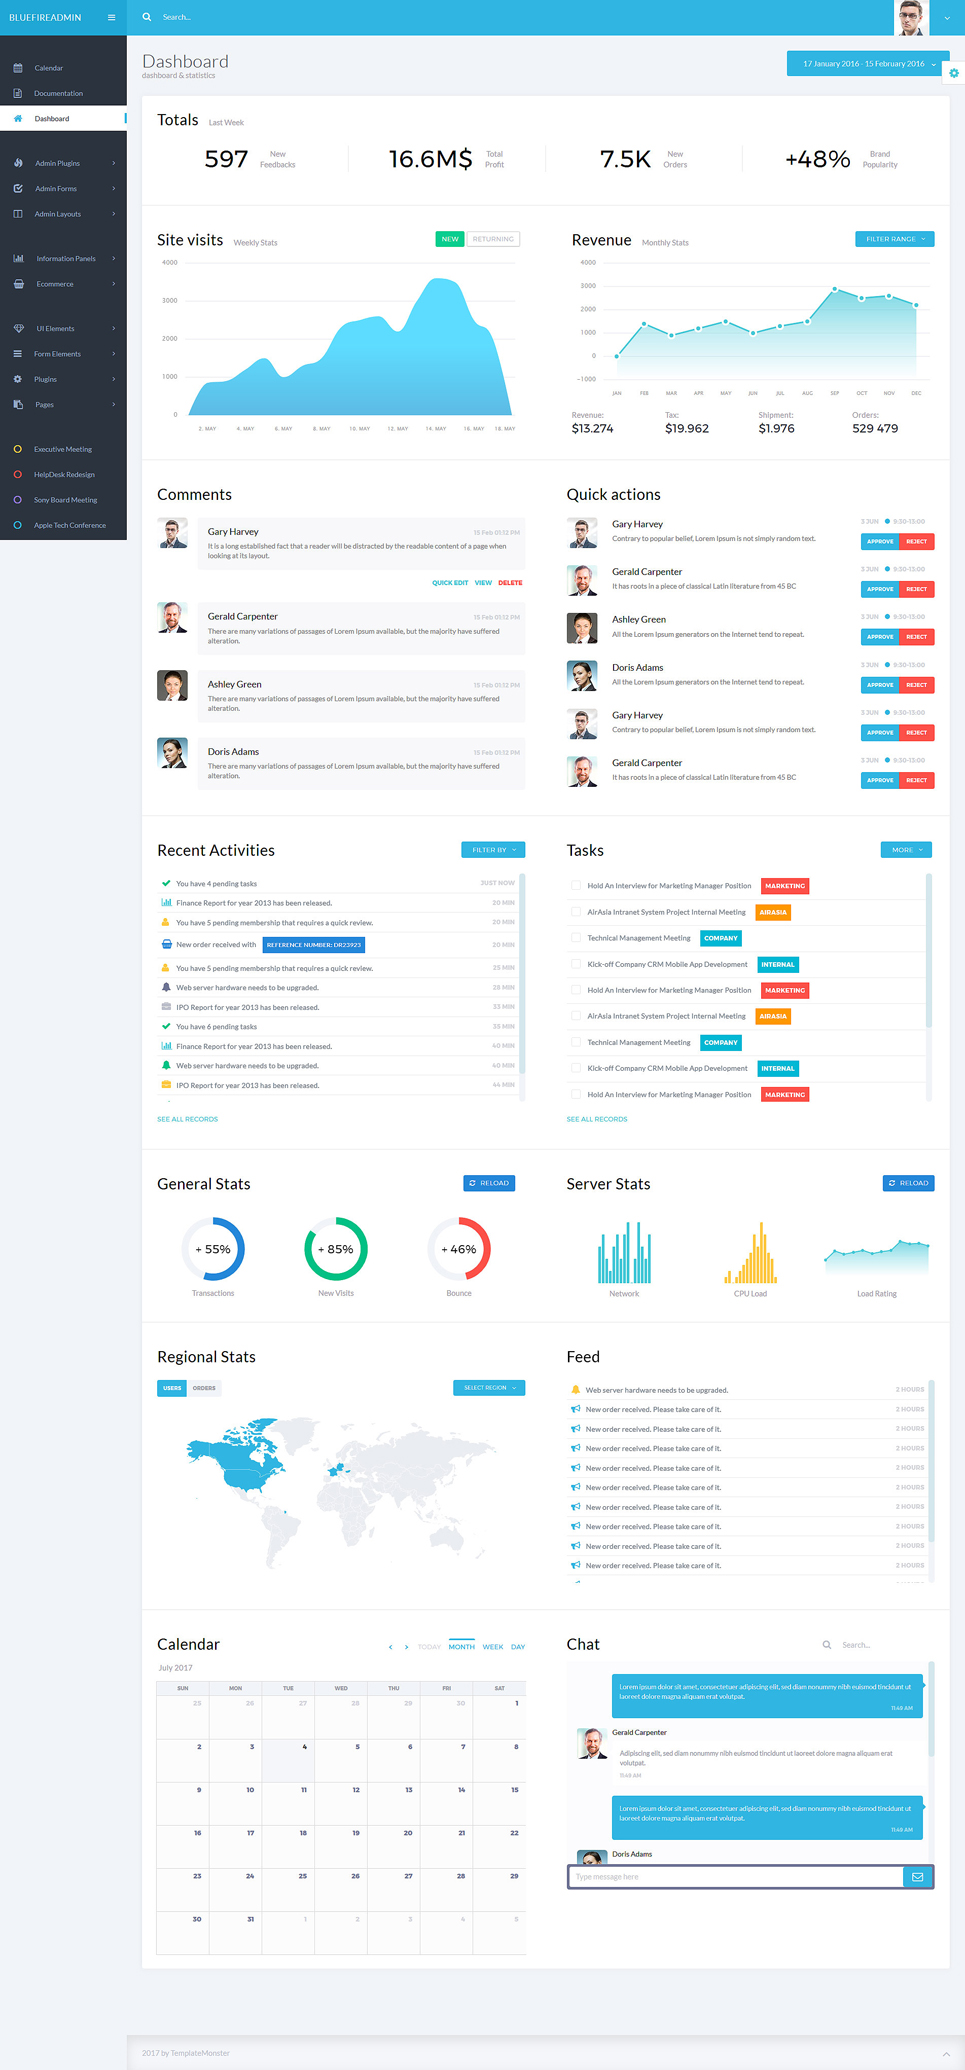 BLUEFIREADMIN
Search...
Calendar
Documentation
Dashboard
Admin Plugins
Admin Forms
Admin Layouts
Information Panels
Ecommerce
UI Elements
Form Elements
Plugins
Pages
Executive Meeting
HelpDesk Redesign
Sony Board Meeting
Apple Tech Conference
Dashboard
dashboard & statistics
17 January 2016 - 15 February 2016
Totals Last Week
597 New Feedbacks
16.6M$ Total Profit
7.5K New Orders
+48% Brand Popularity
Site visits Weekly Stats
NEW RETURNING
4000
3000
2000
1000
0
2. MAY 4. MAY 6. MAY 8. MAY 10. MAY 12. MAY 14. MAY 16. MAY 18. MAY
Revenue Monthly Stats
FILTER RANGE
4000
3000
2000
1000
0
-1000
JAN FEB MAR APR MAY JUN JUL AUG SEP OCT NOV DEC
Revenue: Tax: Shipment: Orders:
$13.274 $19.962 $1.976 529 479
Comments
Gary Harvey 15 Feb 01:12 PM
It is a long established fact that a reader will be distracted by the readable content of a page when
looking at its layout.
QUICK EDIT VIEW DELETE
Gerald Carpenter 15 Feb 01:12 PM
There are many variations of passages of Lorem Ipsum available, but the majority have suffered
alteration.
Ashley Green 15 Feb 01:12 PM
There are many variations of passages of Lorem Ipsum available, but the majority have suffered
alteration.
Doris Adams 15 Feb 01:12 PM
There are many variations of passages of Lorem Ipsum available, but the majority have suffered
alteration.
Quick actions
Gary Harvey 3 JUN 9:30-13:00
Contrary to popular belief, Lorem Ipsum is not simply random text. APPROVE REJECT
Gerald Carpenter 3 JUN 9:30-13:00
It has roots in a piece of classical Latin literature from 45 BC APPROVE REJECT
Ashley Green 3 JUN 9:30-13:00
All the Lorem Ipsum generators on the Internet tend to repeat. APPROVE REJECT
Doris Adams 3 JUN 9:30-13:00
All the Lorem Ipsum generators on the Internet tend to repeat. APPROVE REJECT
Gary Harvey 3 JUN 9:30-13:00
Contrary to popular belief, Lorem Ipsum is not simply random text. APPROVE REJECT
Gerald Carpenter 3 JUN 9:30-13:00
It has roots in a piece of classical Latin literature from 45 BC APPROVE REJECT
Recent Activities FILTER BY
You have 4 pending tasks JUST NOW
Finance Report for year 2013 has been released. 20 MIN
You have 5 pending membership that requires a quick review. 20 MIN
New order received with REFERENCE NUMBER: DR23923 20 MIN
You have 5 pending membership that requires a quick review. 25 MIN
Web server hardware needs to be upgraded. 28 MIN
IPO Report for year 2013 has been released. 33 MIN
You have 6 pending tasks 35 MIN
Finance Report for year 2013 has been released. 40 MIN
Web server hardware needs to be upgraded. 40 MIN
IPO Report for year 2013 has been released. 44 MIN
SEE ALL RECORDS
Tasks MORE
Hold An Interview for Marketing Manager Position MARKETING
AirAsia Intranet System Project Internal Meeting AIRASIA
Technical Management Meeting COMPANY
Kick-off Company CRM Mobile App Development INTERNAL
Hold An Interview for Marketing Manager Position MARKETING
AirAsia Intranet System Project Internal Meeting AIRASIA
Technical Management Meeting COMPANY
Kick-off Company CRM Mobile App Development INTERNAL
Hold An Interview for Marketing Manager Position MARKETING
SEE ALL RECORDS
General Stats RELOAD
+ 55% + 85% + 46%
Transactions New Visits Bounce
Server Stats RELOAD
Network CPU Load Load Rating
Regional Stats
USERS ORDERS SELECT REGION
Feed
Web server hardware needs to be upgraded. 2 HOURS
New order received. Please take care of it. 2 HOURS
New order received. Please take care of it. 2 HOURS
New order received. Please take care of it. 2 HOURS
New order received. Please take care of it. 2 HOURS
New order received. Please take care of it. 2 HOURS
New order received. Please take care of it. 2 HOURS
New order received. Please take care of it. 2 HOURS
New order received. Please take care of it. 2 HOURS
New order received. Please take care of it. 2 HOURS
Calendar TODAY MONTH WEEK DAY
July 2017
SUN MON TUE WED THU FRI SAT
25 26 27 28 29 30 1
2 3 4 5 6 7 8
9 10 11 12 13 14 15
16 17 18 19 20 21 22
23 24 25 26 27 28 29
30 31 1 2 3 4 5
Chat Search...
Lorem ipsum dolor sit amet, consectetuer adipiscing elit, sed diam nonummy nibh euismod tincidunt ut
laoreet dolore magna aliquam erat volutpat.
11:49 AM
Gerald Carpenter
Adipiscing elit, sed diam nonummy nibh euismod tincidunt ut laoreet dolore magna aliquam erat
volutpat.
11:49 AM
Lorem ipsum dolor sit amet, consectetuer adipiscing elit, sed diam nonummy nibh euismod tincidunt ut
laoreet dolore magna aliquam erat volutpat.
11:49 AM
Doris Adams
Type message here
2017 by TemplateMonster